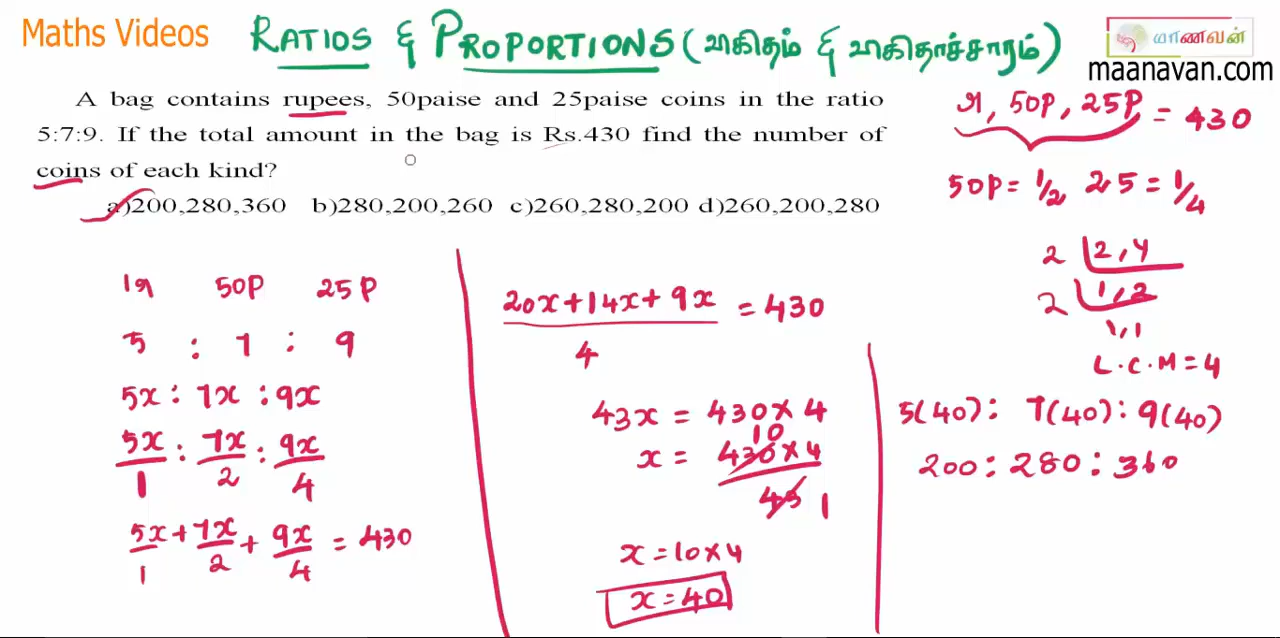 Maths Videos
RATIOS & PROPORTIONS (விகிதம் & விகிதாச்சாரம்)
மாணவன்
maanavan.com
A bag contains rupees, 50paise and 25paise coins in the ratio
5:7:9. If the total amount in the bag is Rs.430 find the number of
coins of each kind?
a)200,280,360 b)280,200,260 c)260,280,200 d)260,200,280
ரூ, 50P, 25P = 430
50P = 1/2, 25 = 1/4
2 2, 4
2 1, 2
1, 1
L.C.M = 4
1ரூ 50P 25P
5 : 7 : 9
5x : 7x : 9x
5x/1 : 7x/2 : 9x/4
5x/1 + 7x/2 + 9x/4 = 430
20x + 14x + 9x / 4 = 430
43x = 430 × 4
10
x = 430 × 4 / 43 1
x = 10 × 4
x = 40
5(40) : 7(40) : 9(40)
200 : 280 : 360